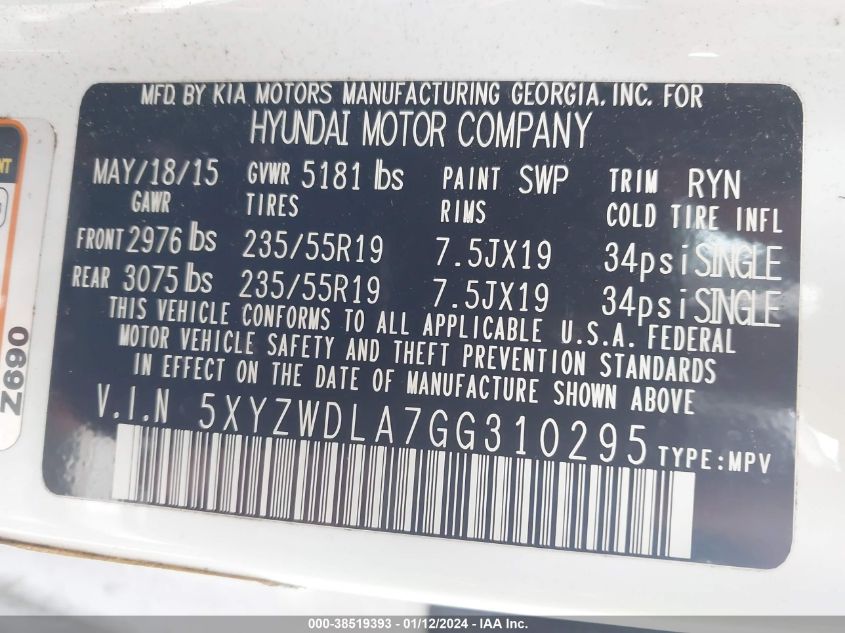 MFD. BY KIA MOTORS MANUFACTURING GEORGIA, INC. FOR
HYUNDAI MOTOR COMPANY
MAY/18/15 GVWR 5181 lbs PAINT SWP TRIM RYN
GAWR TIRES RIMS COLD TIRE INFL
FRONT 2976 lbs 235/55R19 7.5JX19 34psi SINGLE
REAR 3075 lbs 235/55R19 7.5JX19 34psi SINGLE
THIS VEHICLE CONFORMS TO ALL APPLICABLE U.S.A. FEDERAL
MOTOR VEHICLE SAFETY AND THEFT PREVENTION STANDARDS
IN EFFECT ON THE DATE OF MANUFACTURE SHOWN ABOVE
V.I.N 5XYZWDLA7GG310295 TYPE:MPV
Z690
000-38519393 - 01/12/2024 - IAA Inc.